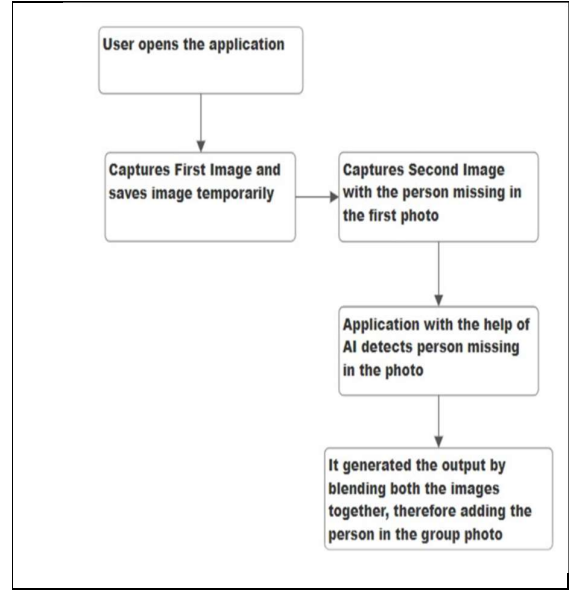 User opens the application
Captures First Image and
saves image temporarily
Captures Second Image
with the person missing in
the first photo
Application with the help of
AI detects person missing
in the photo
It generated the output by
blending both the images
together, therefore adding the
person in the group photo